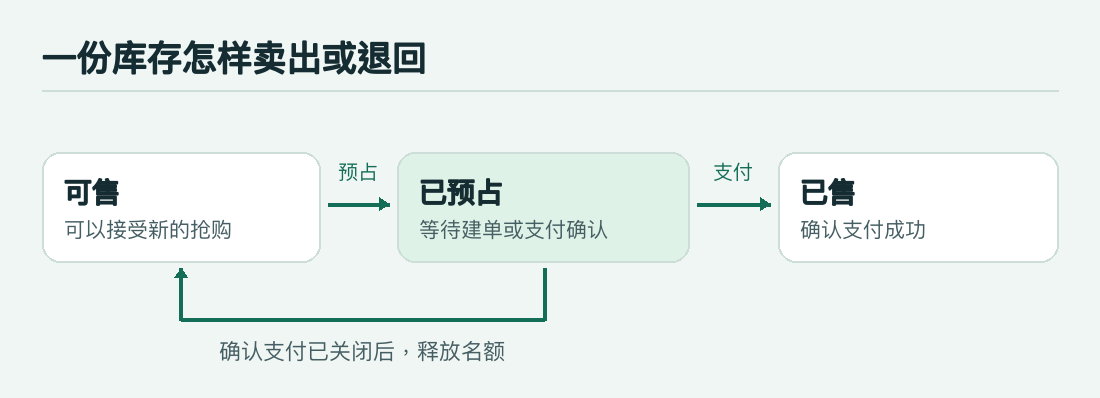 一份库存怎样卖出或退回
预占
支付
可售
已预占
已售
可以接受新的抢购
等待建单或支付确认
确认支付成功
确认支付已关闭后，释放名额